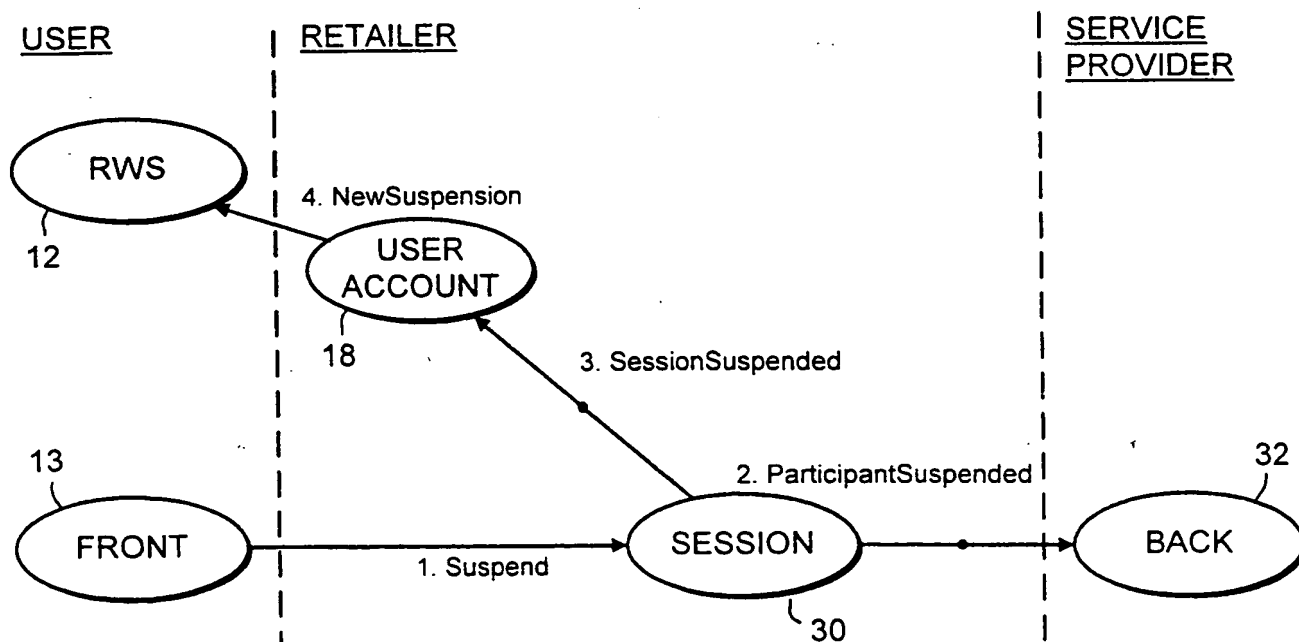 USER
RETAILER
SERVICE
PROVIDER
RWS
12
4. NewSuspension
USER
ACCOUNT
18
3. SessionSuspended
13
FRONT
1. Suspend
2. ParticipantSuspended
SESSION
30
32
BACK